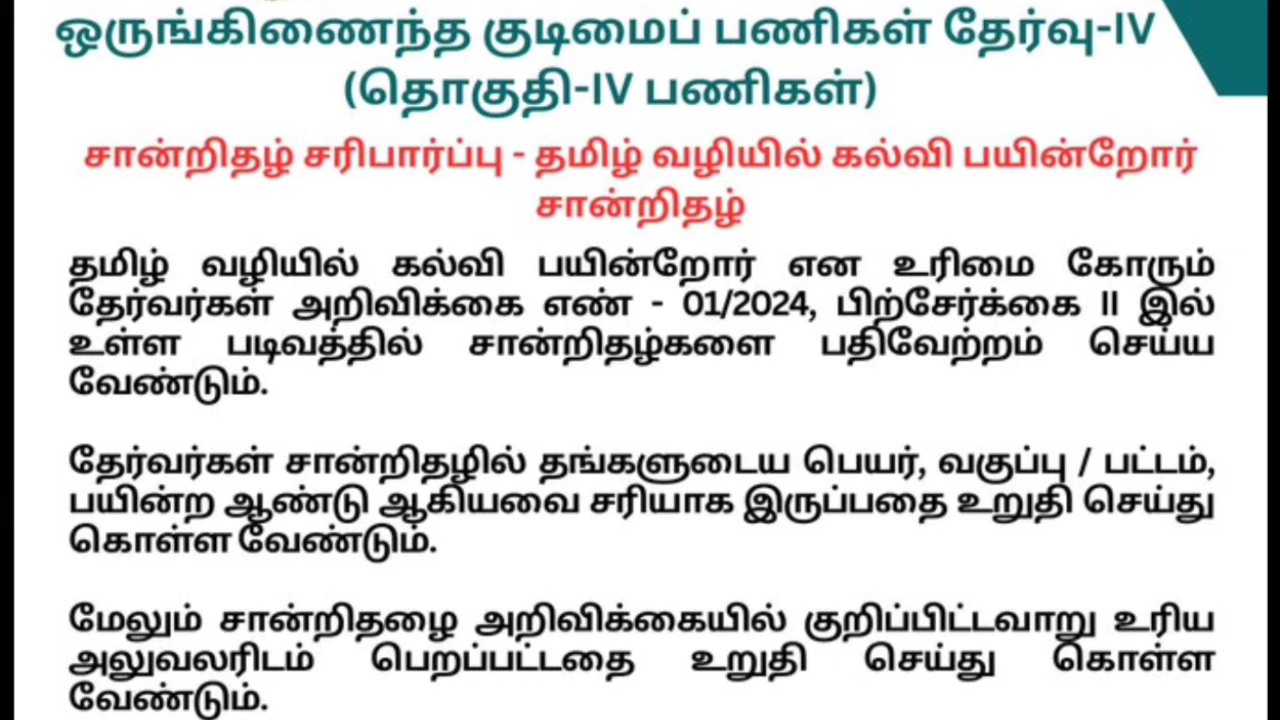 ஒருங்கிணைந்த குடிமைப் பணிகள் தேர்வு-IV
(தொகுதி-IV பணிகள்)
சான்றிதழ் சரிபார்ப்பு - தமிழ் வழியில் கல்வி பயின்றோர்
சான்றிதழ்
தமிழ் வழியில் கல்வி பயின்றோர் என உரிமை கோரும்
தேர்வர்கள் அறிவிக்கை எண் - 01/2024, பிற்சேர்க்கை II இல்
உள்ள படிவத்தில் சான்றிதழ்களை பதிவேற்றம் செய்ய
வேண்டும்.
தேர்வர்கள் சான்றிதழில் தங்களுடைய பெயர், வகுப்பு / பட்டம்,
பயின்ற ஆண்டு ஆகியவை சரியாக இருப்பதை உறுதி செய்து
கொள்ள வேண்டும்.
மேலும் சான்றிதழை அறிவிக்கையில் குறிப்பிட்டவாறு உரிய
அலுவலரிடம் பெறப்பட்டதை உறுதி செய்து கொள்ள
வேண்டும்.